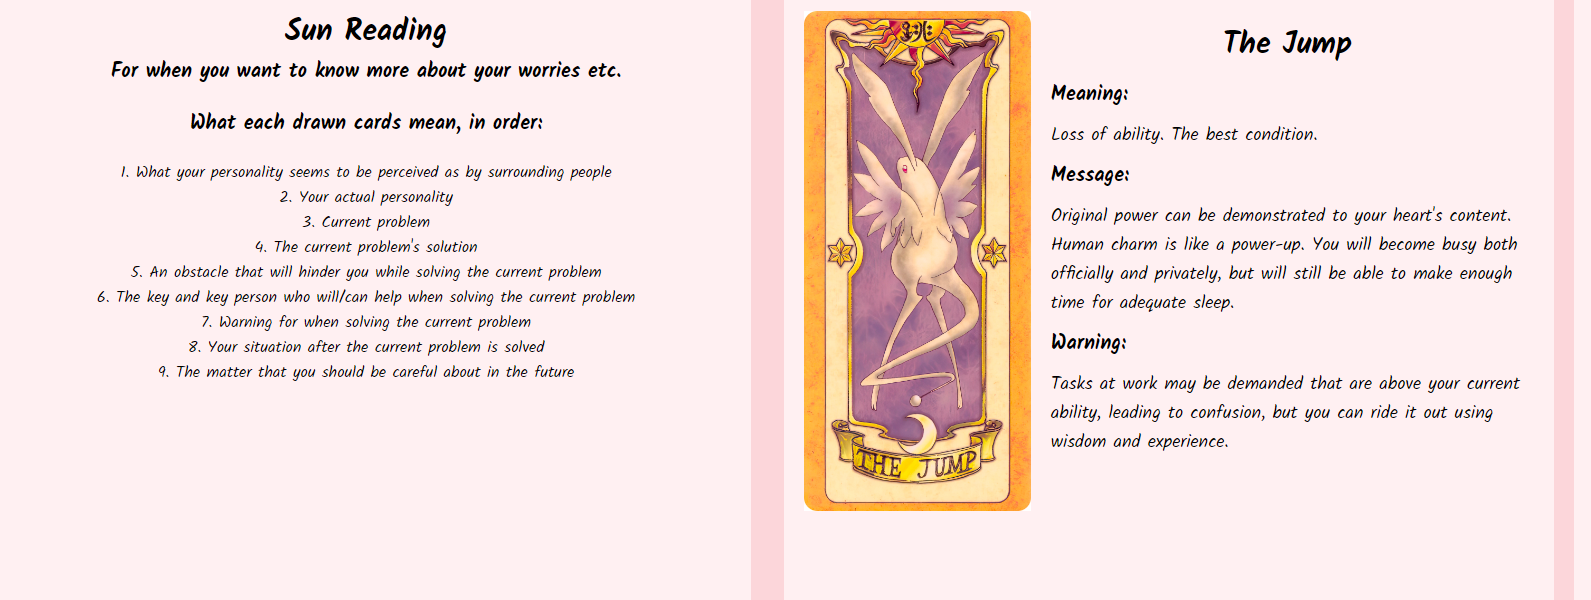 Sun Reading
For when you want to know more about your worries etc.
What each drawn cards mean, in order:
1. What your personality seems to be perceived as by surrounding people
2. Your actual personality
3. Current problem
4. The current problem's solution
5. An obstacle that will hinder you while solving the current problem
6. The key and key person who will/can help when solving the current problem
7. Warning for when solving the current problem
8. Your situation after the current problem is solved
9. The matter that you should be careful about in the future
跳
THE JUMP
The Jump
Meaning:
Loss of ability. The best condition.
Message:
Original power can be demonstrated to your heart's content.
Human charm is like a power-up. You will become busy both
officially and privately, but will still be able to make enough
time for adequate sleep.
Warning:
Tasks at work may be demanded that are above your current
ability, leading to confusion, but you can ride it out using
wisdom and experience.